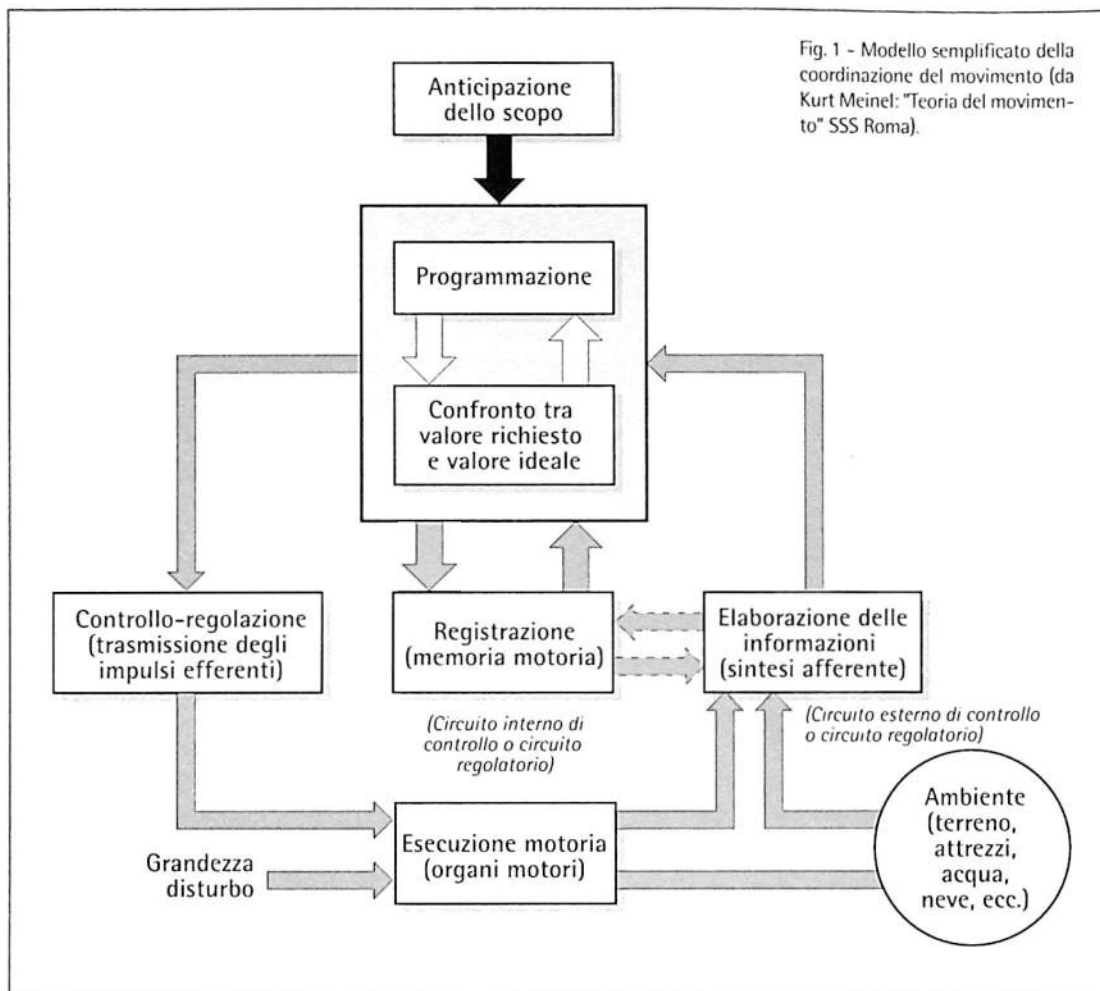 Fig. 1 - Modello semplificato della
coordinazione del movimento (da
Kurt Meinel: "Teoria del movimen-
to" SSS Roma).
Anticipazione
dello scopo
Programmazione
Confronto tra
valore richiesto
e valore ideale
Controllo-regolazione
(trasmissione degli
impulsi efferenti)
Registrazione
(memoria motoria)
Elaborazione delle
informazioni
(sintesi afferente)
(Circuito interno di
controllo o circuito
regolatorio)
(Circuito esterno di controllo
o circuito regolatorio)
Esecuzione motoria
(organi motori)
Grandezza
disturbo
Ambiente
(terreno,
attrezzi,
acqua,
neve, ecc.)